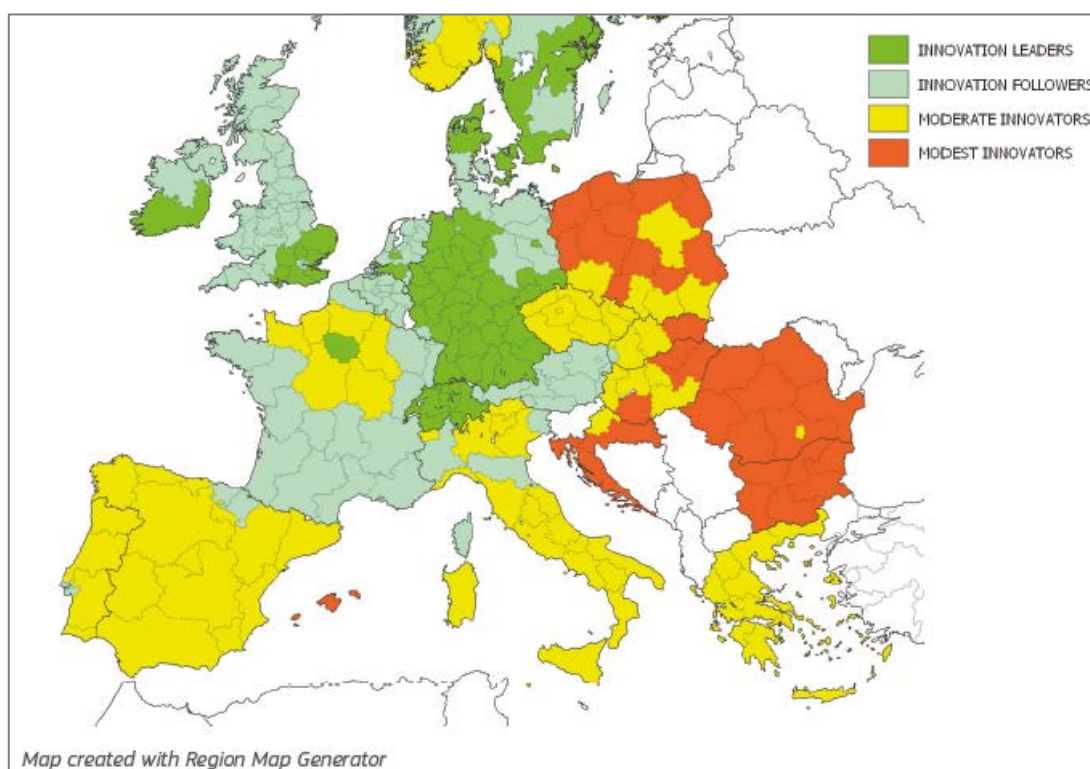 INNOVATION LEADERS
INNOVATION FOLLOWERS
MODERATE INNOVATORS
MODEST INNOVATORS
Map created with Region Map Generator